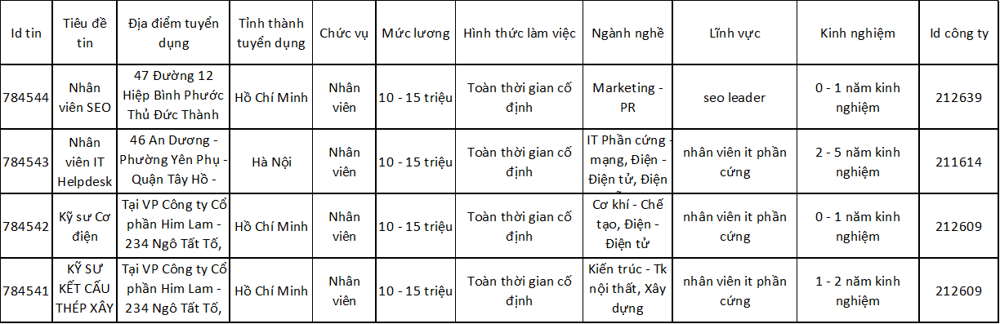 Id tin
Tiêu đề
tin
Địa điểm tuyển
dụng
Tỉnh thành
tuyển dụng
Chức vụ
Mức lương
Hình thức làm việc
Ngành nghề
Lĩnh vực
Kinh nghiệm
Id công ty
784544
Nhân
viên SEO
47 Đường 12
Hiệp Bình Phước
Thủ Đức Thành
Hồ Chí Minh
Nhân
viên
10 - 15 triệu
Toàn thời gian cố
định
Marketing -
PR
seo leader
0 - 1 năm kinh
nghiệm
212639
784543
Nhân
viên IT
Helpdesk
46 An Dương -
Phường Yên Phụ -
Quận Tây Hồ -
Hà Nội
Nhân
viên
10 - 15 triệu
Toàn thời gian cố
định
IT Phần cứng -
mạng, Điện -
Điện tử, Điện
nhân viên it phần
cứng
2 - 5 năm kinh
nghiệm
211614
784542
Kỹ sư Cơ
điện
Tại VP Công ty Cổ
phần Him Lam -
234 Ngô Tất Tố,
Hồ Chí Minh
Nhân
viên
10 - 15 triệu
Toàn thời gian cố
định
Cơ khí - Chế
tạo, Điện -
Điện tử
nhân viên it phần
cứng
0 - 1 năm kinh
nghiệm
212609
784541
KỸ SƯ
KẾT CẤU
THÉP XÂY
Tại VP Công ty Cổ
phần Him Lam -
234 Ngô Tất Tố,
Hồ Chí Minh
Nhân
viên
10 - 15 triệu
Toàn thời gian cố
định
Kiến trúc - Tk
nội thất, Xây
dựng
nhân viên it phần
cứng
1 - 2 năm kinh
nghiệm
212609